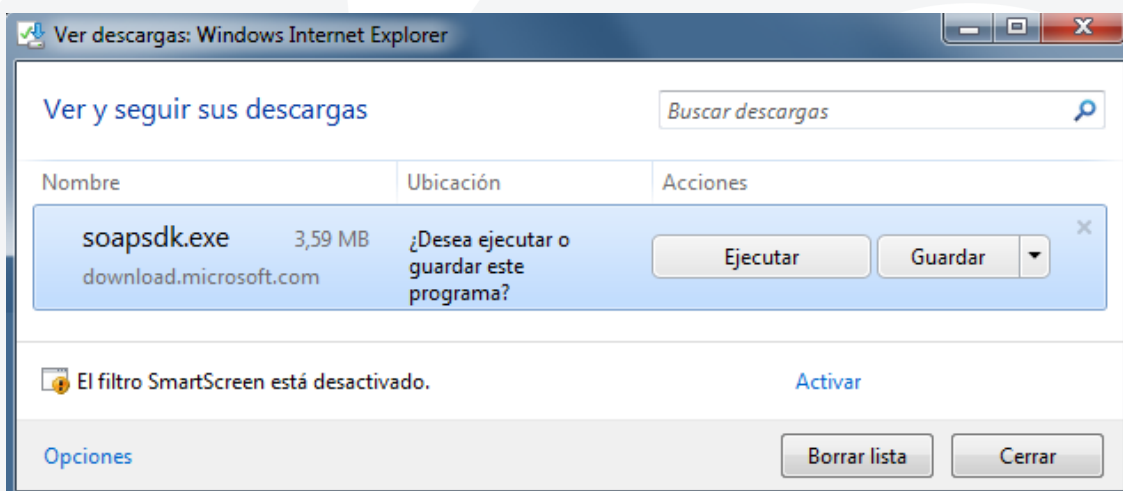 Ver descargas: Windows Internet Explorer
Ver y seguir sus descargas
Buscar descargas
Nombre
Ubicación
Acciones
soapsdk.exe
3,59 MB
download.microsoft.com
¿Desea ejecutar o
guardar este
programa?
Ejecutar
Guardar
El filtro SmartScreen está desactivado.
Activar
Opciones
Borrar lista
Cerrar